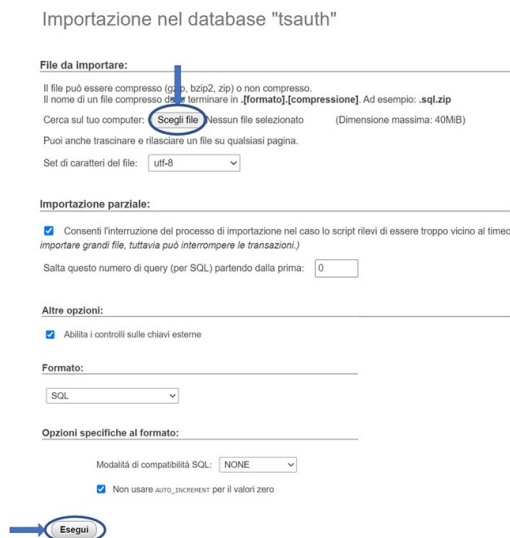 Importazione nel database "tsauth"
File da importare:
Il file può essere compresso (gzip, bzip2, zip) o non compresso.
Il nome di un file compresso deve terminare in .[formato].[compressione]. Ad esempio: .sql.zip
Cerca sul tuo computer: Scegli file Nessun file selezionato (Dimensione massima: 40MiB)
Puoi anche trascinare e rilasciare un file su qualsiasi pagina.
Set di caratteri del file: utf-8
Importazione parziale:
Consenti l'interruzione del processo di importazione nel caso lo script rilevi di essere troppo vicino al
importare grandi file, tuttavia può interrompere le transazioni.)
Salta questo numero di query (per SQL) partendo dalla prima: 0
Altre opzioni:
Abilita i controlli sulle chiavi esterne
Formato:
SQL
Opzioni specifiche al formato:
Modalità di compatibilità SQL: NONE
Non usare AUTO_INCREMENT per il valori zero
Esegui